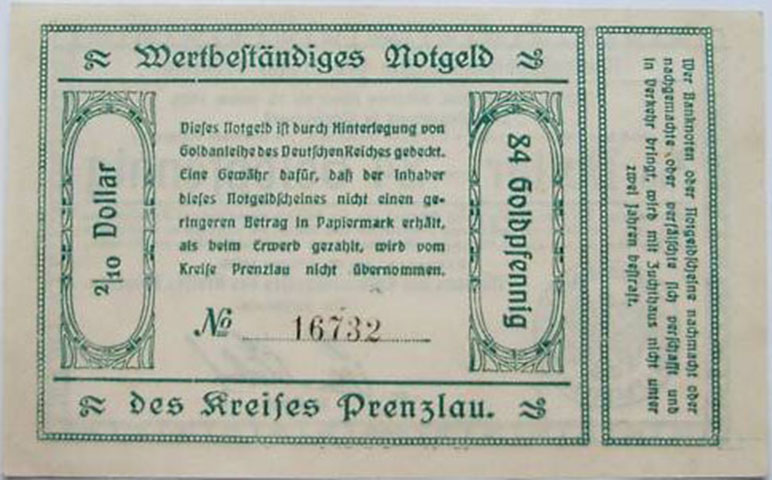 Wertbeständiges Notgeld
2/10 Dollar
Dieses Notgeld ist durch Hinterlegung von
Goldanleihe des Deutschen Reiches gedeckt.
Eine Gewähr dafür, daß der Inhaber
dieses Notgeldscheines nicht einen ge-
ringeren Betrag in Papiermark erhält,
als beim Erwerb gezahlt, wird vom
Kreise Prenzlau nicht übernommen.
No 16732
84 Goldpfennig
des Kreises Prenzlau.
Wer Banknoten oder Notgeldscheine nachmacht oder
nachgemachte oder verfälschte sich verschafft und
in Verkehr bringt, wird mit Zuchthaus nicht unter
zwei Jahren bestraft.